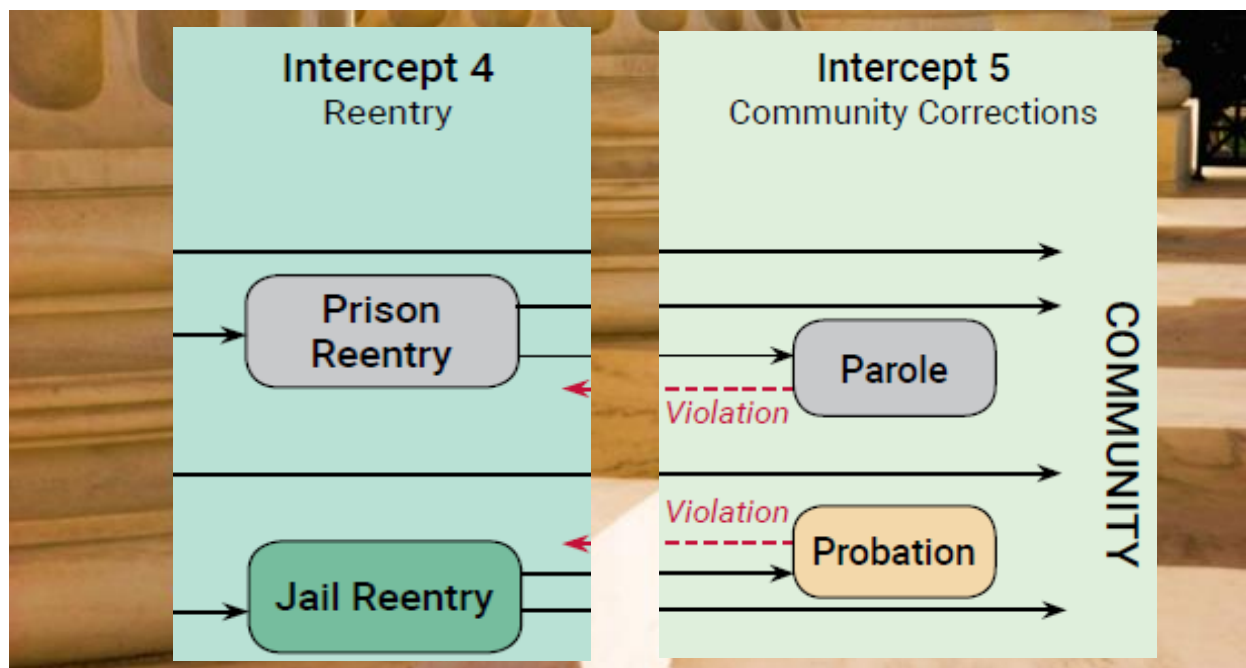 Intercept 4
Reentry
Prison
Reentry
Jail Reentry
Intercept 5
Community Corrections
Parole
Violation
Violation
Probation
COMMUNITY